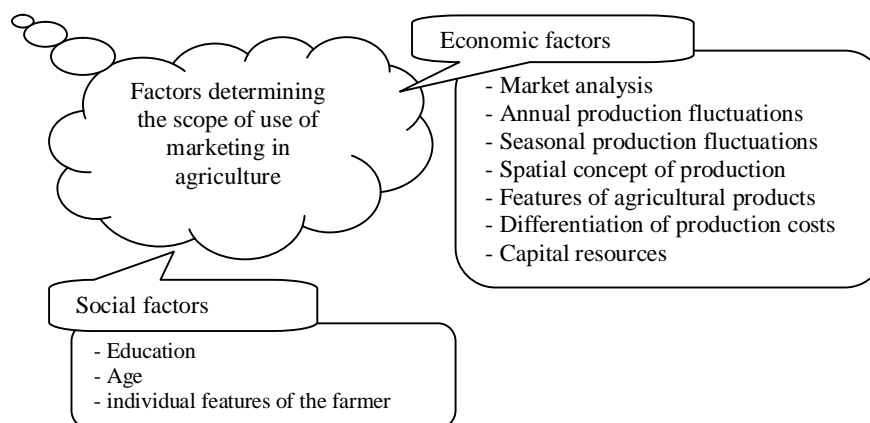 Factors determining
the scope of use of
marketing in
agriculture
Economic factors
- Market analysis
- Annual production fluctuations
- Seasonal production fluctuations
- Spatial concept of production
- Features of agricultural products
- Differentiation of production costs
- Capital resources
Social factors
- Education
- Age
- individual features of the farmer